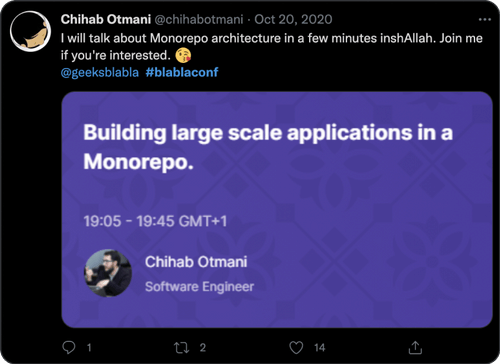 Chihab Otmani @chihabotmani · Oct 20, 2020
I will talk about Monorepo architecture in a few minutes inshAllah. Join me
if you're interested. 😘
@geeksblabla #blablaconf
Building large scale applications in a
Monorepo.
19:05 - 19:45 GMT+1
Chihab Otmani
Software Engineer
1 2 14